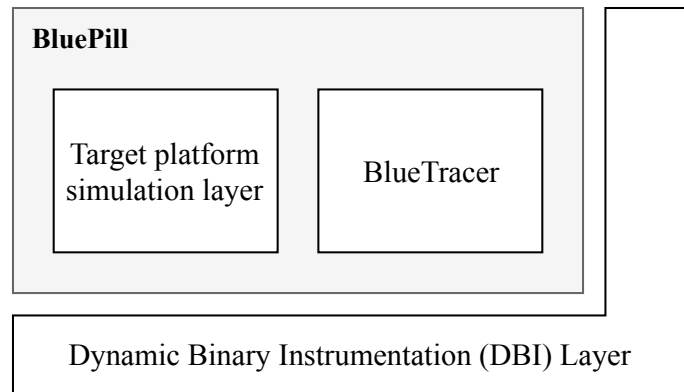 BluePill
Target platform
simulation layer
BlueTracer
Dynamic Binary Instrumentation (DBI) Layer